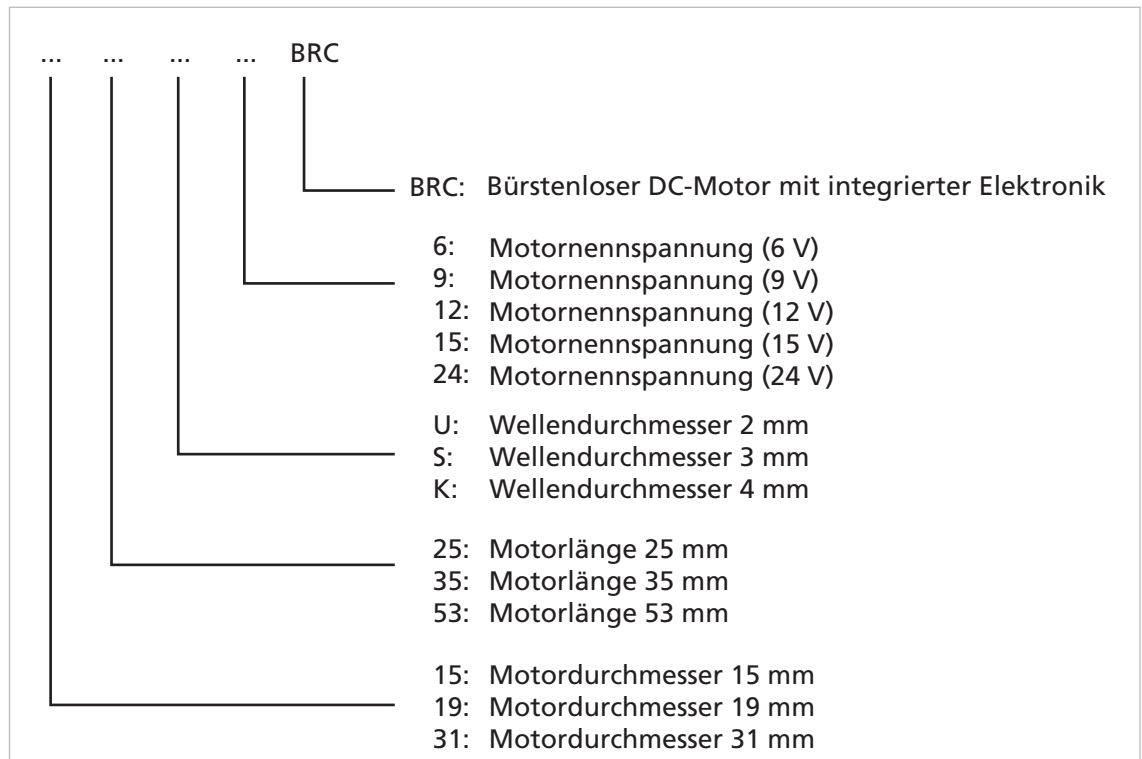 ... ... ... ... BRC
BRC: Bürstenloser DC-Motor mit integrierter Elektronik
6: Motornennspannung (6 V)
9: Motornennspannung (9 V)
12: Motornennspannung (12 V)
15: Motornennspannung (15 V)
24: Motornennspannung (24 V)
U: Wellendurchmesser 2 mm
S: Wellendurchmesser 3 mm
K: Wellendurchmesser 4 mm
25: Motorlänge 25 mm
35: Motorlänge 35 mm
53: Motorlänge 53 mm
15: Motordurchmesser 15 mm
19: Motordurchmesser 19 mm
31: Motordurchmesser 31 mm